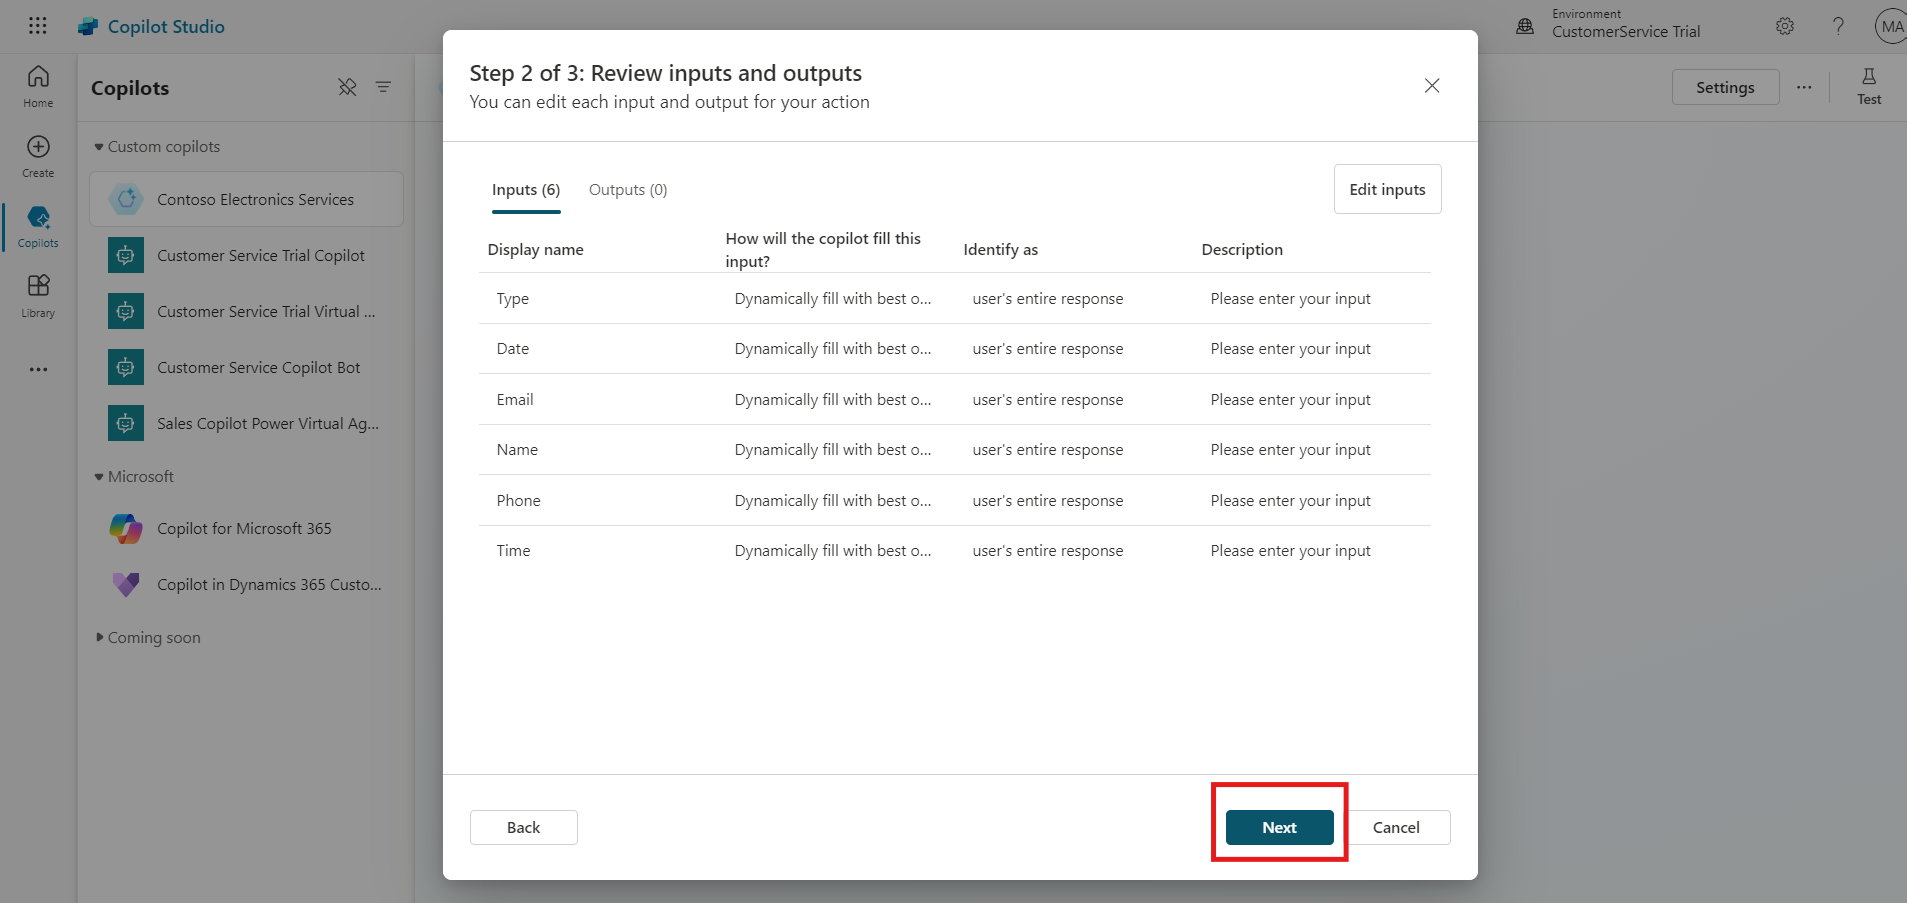 Copilot Studio
Environment
CustomerService Trial
?
MA
Home
Create
Copilots
Library
Copilots
Custom copilots
Contoso Electronics Services
Customer Service Trial Copilot
Customer Service Trial Virtual ...
Customer Service Copilot Bot
Sales Copilot Power Virtual Ag...
Microsoft
Copilot for Microsoft 365
Copilot in Dynamics 365 Custo...
Coming soon
Settings
Test
Step 2 of 3: Review inputs and outputs
You can edit each input and output for your action
Inputs (6) Outputs (0)
Edit inputs
Display name How will the copilot fill this input? Identify as Description
Type Dynamically fill with best o... user's entire response Please enter your input
Date Dynamically fill with best o... user's entire response Please enter your input
Email Dynamically fill with best o... user's entire response Please enter your input
Name Dynamically fill with best o... user's entire response Please enter your input
Phone Dynamically fill with best o... user's entire response Please enter your input
Time Dynamically fill with best o... user's entire response Please enter your input
Back Next Cancel